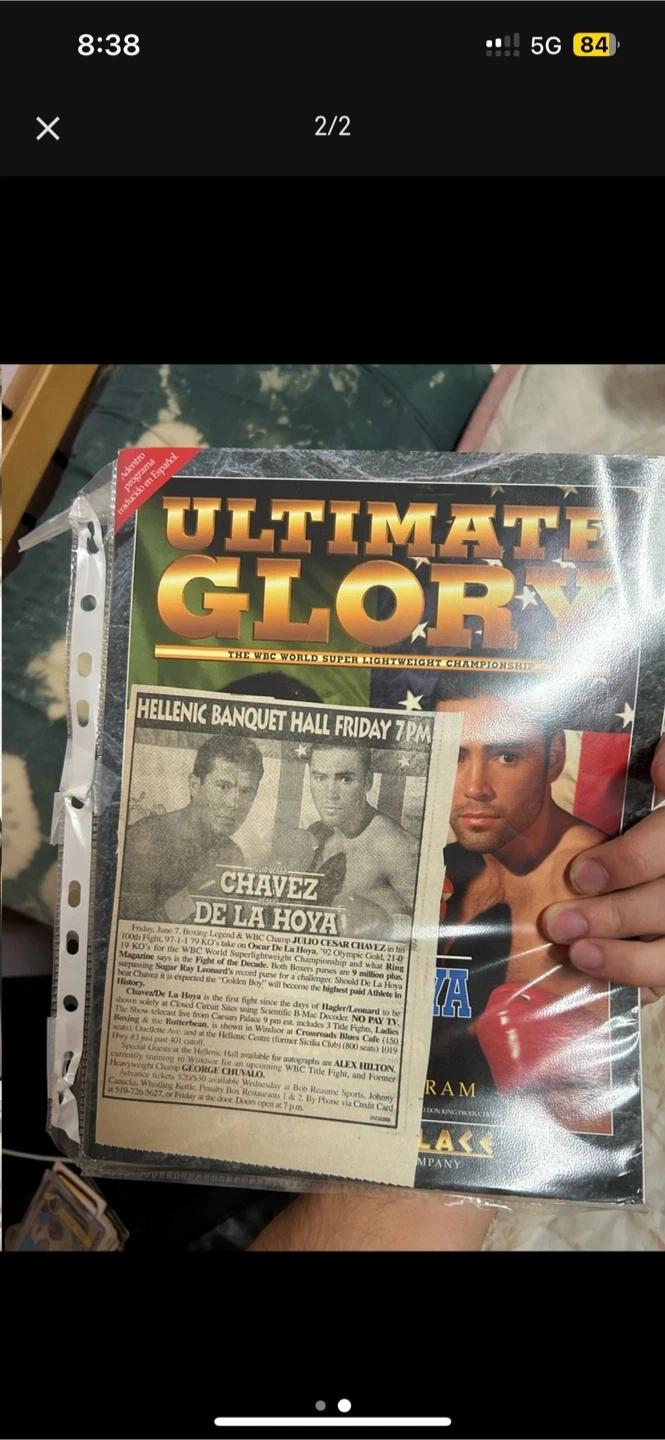 8:38
5G 84
2/2
Adentro
programa
traducido en Español
ULTIMATE
GLORY
THE WBC WORLD SUPER LIGHTWEIGHT CHAMPIONSHIP
HELLENIC BANQUET HALL FRIDAY 7PM
CHAVEZ
DE LA HOYA
Friday, June 7, Boxing Legend & WBC Champ JULIO CESAR CHAVEZ in his
100th Fight, 97-1-1 79 KO's take on Oscar De La Hoya, '92 Olympic Gold, 21-0
19 KO's for the WBC World Superlightweight Championship and what Ring
Magazine says is the Fight of the Decade. Both Boxers purses are 9 million plus,
surpassing Sugar Ray Leonard's record purse for a challenger. Should De La Hoya
beat Chavez it is expected the "Golden Boy" will become the highest paid Athlete in
History.
Chavez/De La Hoya is the first fight since the days of Hagler/Leonard to be
shown solely at Closed Circuit Sites using Scientific B-Mac Decoder. NO PAY TV.
The Show telecast live from Caesars Palace 9 pm est. includes 3 Title Fights, Ladies
Boxing & the Butterbean, is shown in Windsor at Crossroads Blues Cafe (150
seats), Ouellette Ave. and at the Hellenic Centre (former Sicilia Club) (800 seats) 1019
Hwy #3 just past 401 cutoff.
Special Guests at the Hellenic Hall available for autographs are ALEX HILTON,
currently training in Windsor for an upcoming WBC Title Fight, and Former
Heavyweight Champ GEORGE CHUVALO.
Advance tickets $20/$30 available Wednesday at Bob Reaume Sports, Johnny
Canucks, Whistling Kettle, Penalty Box Restaurants 1 & 2. By Phone via Credit Card
at 519-726-5627, or Friday at the door. Doors open at 7 p.m.
YA
RAM
DON KING PRODUCTIONS
LACE
MPANY